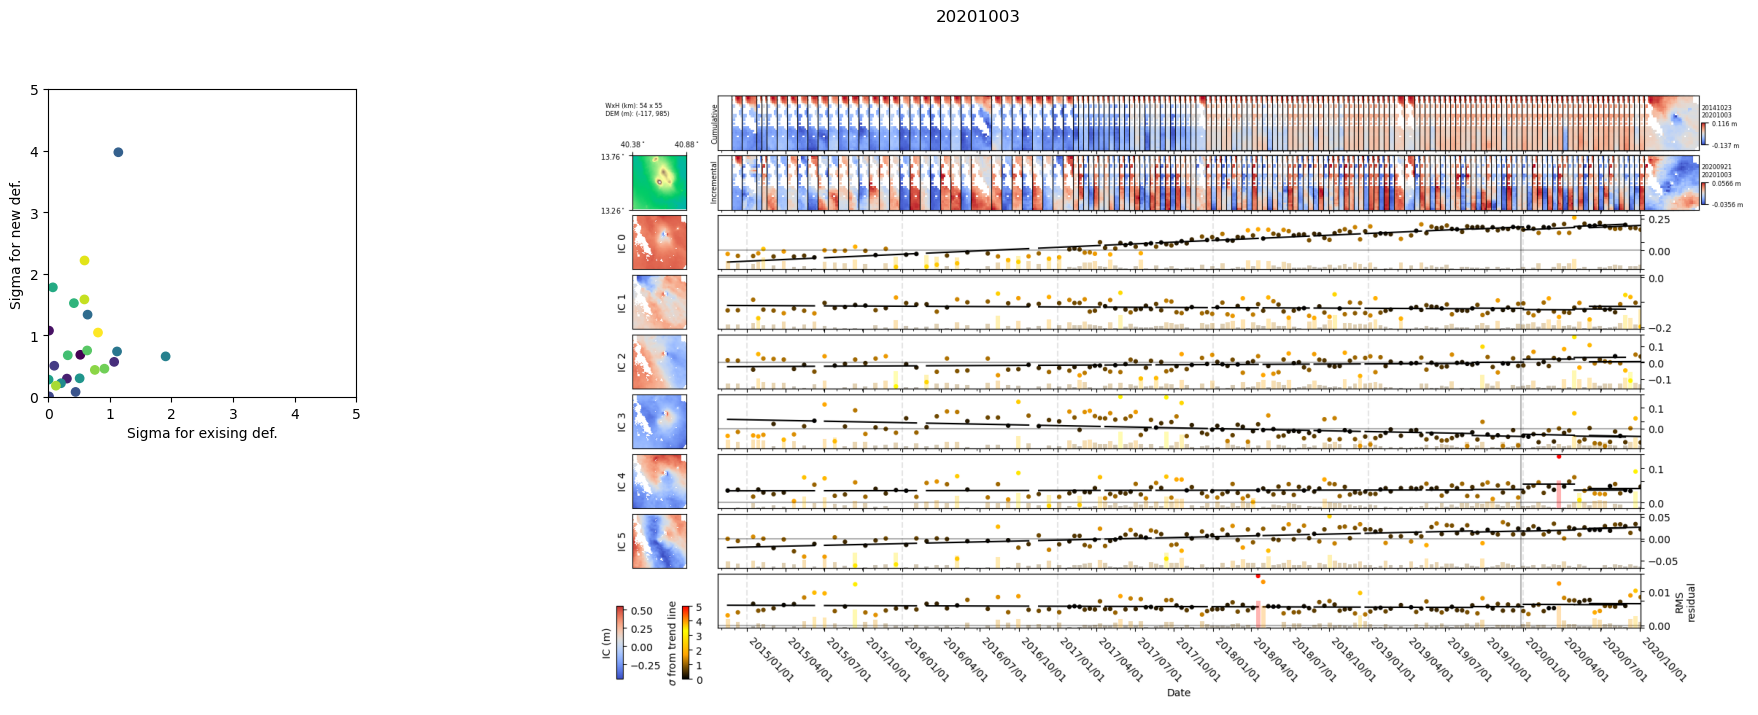 20201003
5
4
3
2
1
0
0 1 2 3 4 5
Sigma for new def.
Sigma for exising def.
WxH (km): 54 x 55
DEM (m): (-117, 985)
40.38° 40.88°
13.76°
13.26°
Cumulative
20141023
20201003
0.116 m
-0.137 m
Incremental
20200921
20201003
0.0566 m
-0.0356 m
IC 0
0.25
0.00
IC 1
0.0
−0.2
IC 2
0.1
0.0
−0.1
IC 3
0.1
0.0
IC 4
0.1
0.0
IC 5
0.05
0.00
−0.05
0.01
0.00
RMS
residual
IC (m)
0.50
0.25
0.00
−0.25
σ from trend line
5
4
3
2
1
0
2015/01/01
2015/04/01
2015/07/01
2015/10/01
2016/01/01
2016/04/01
2016/07/01
2016/10/01
2017/01/01
2017/04/01
2017/07/01
2017/10/01
2018/01/01
2018/04/01
2018/07/01
2018/10/01
2019/01/01
2019/04/01
2019/07/01
2019/10/01
2020/01/01
2020/04/01
2020/07/01
2020/10/01
Date